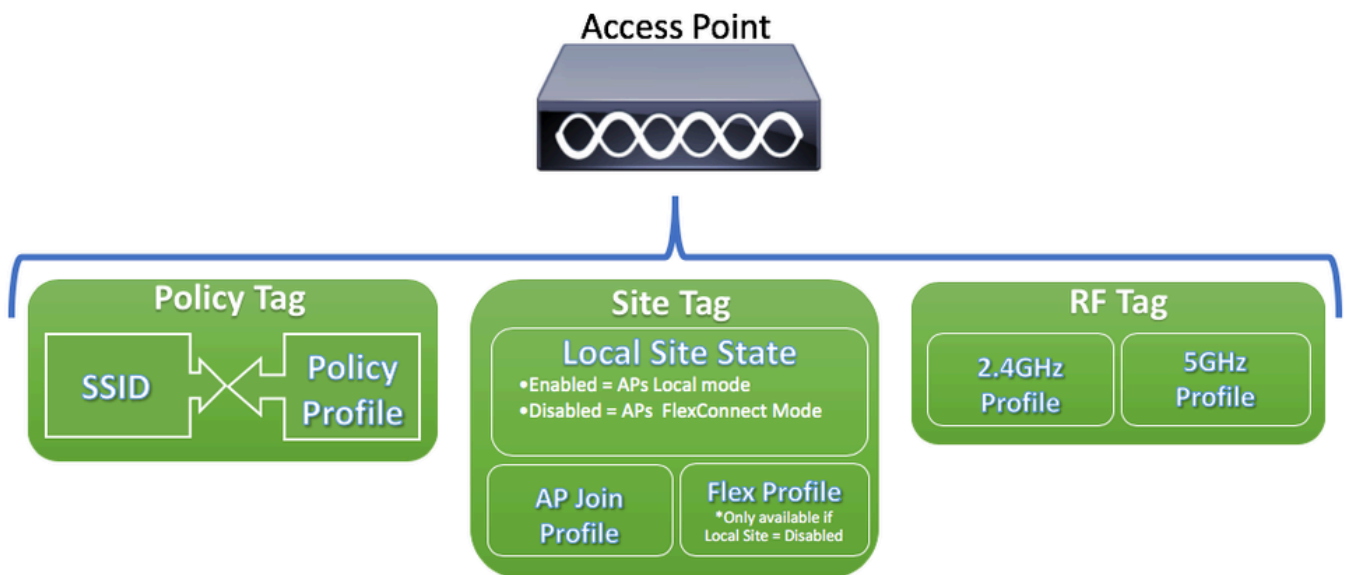 Access Point
Policy Tag
SSID
Policy
Profile
Site Tag
Local Site State
•Enabled = APs Local mode
•Disabled = APs FlexConnect Mode
AP Join
Profile
Flex Profile
*Only available if
Local Site = Disabled
RF Tag
2.4GHz
Profile
5GHz
Profile